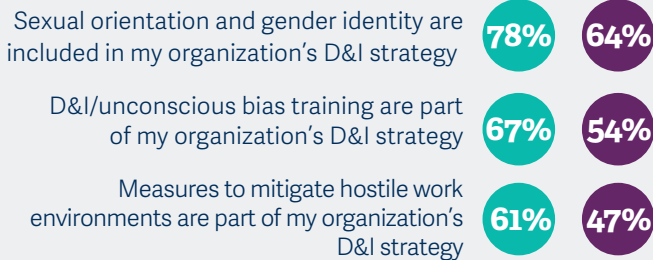 Sexual orientation and gender identity are
included in my organization’s D&I strategy
78% 64%
D&I/unconscious bias training are part
of my organization’s D&I strategy
67% 54%
Measures to mitigate hostile work
environments are part of my organization’s
D&I strategy
61% 47%